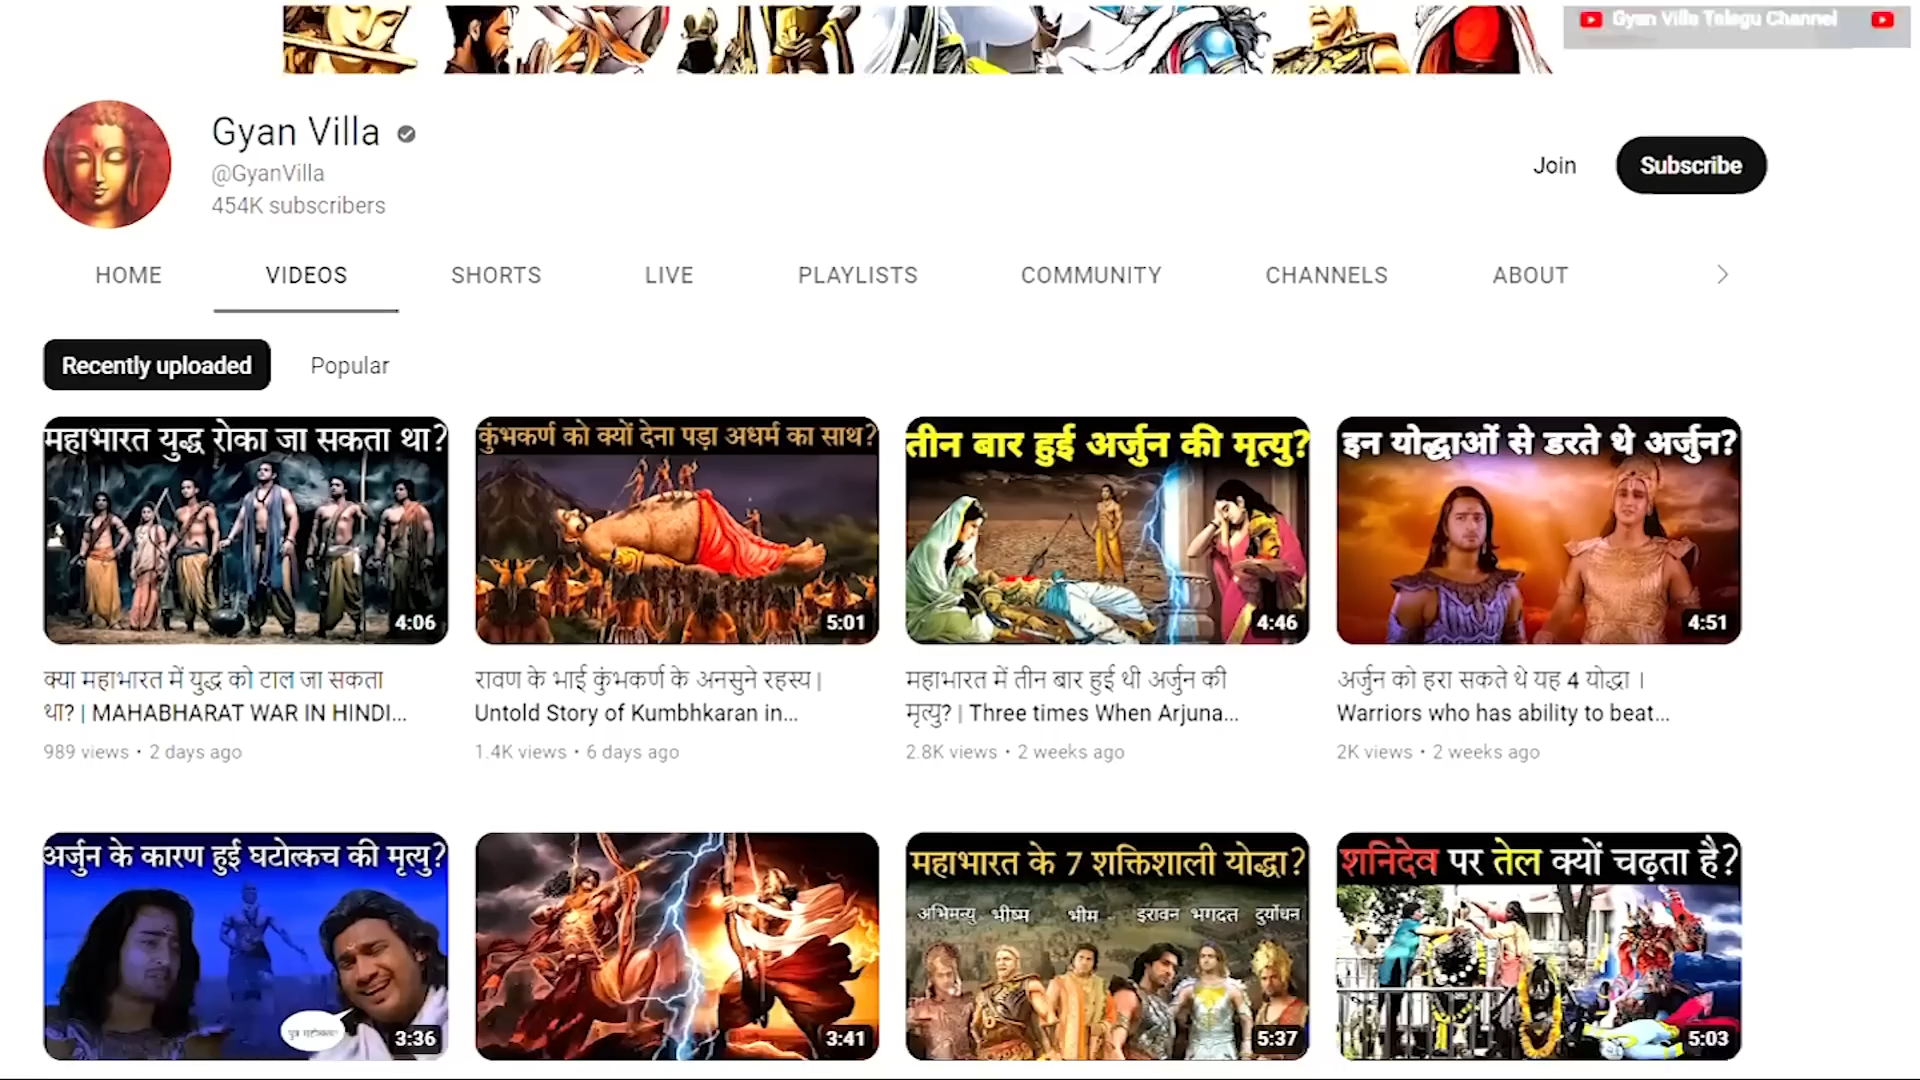 Gyan Villa Telugu Channel
Gyan Villa
@GyanVilla
454K subscribers
Join
Subscribe
HOME
VIDEOS
SHORTS
LIVE
PLAYLISTS
COMMUNITY
CHANNELS
ABOUT
Recently uploaded
Popular
महाभारत युद्ध रोका जा सकता था?
4:06
कुंभकर्ण को क्यों देना पड़ा अधर्म का साथ?
5:01
तीन बार हुई अर्जुन की मृत्यु?
4:46
इन योद्धाओं से डरते थे अर्जुन?
4:51
क्या महाभारत में युद्ध को टाल जा सकता
था? | MAHABHARAT WAR IN HINDI...
989 views • 2 days ago
रावण के भाई कुंभकर्ण के अनसुने रहस्य |
Untold Story of Kumbhkaran in...
1.4K views • 6 days ago
महाभारत में तीन बार हुई थी अर्जुन की
मृत्यु? | Three times When Arjuna...
2.8K views • 2 weeks ago
अर्जुन को हरा सकते थे यह 4 योद्धा ।
Warriors who has ability to beat...
2K views • 2 weeks ago
अर्जुन के कारण हुई घटोत्कच की मृत्यु?
3:36
3:41
महाभारत के 7 शक्तिशाली योद्धा?
अभिमन्यु भीष्म भीम इरावन भगदत दुर्योधन
5:37
शनिदेव पर तेल क्यों चढ़ता है?
5:03